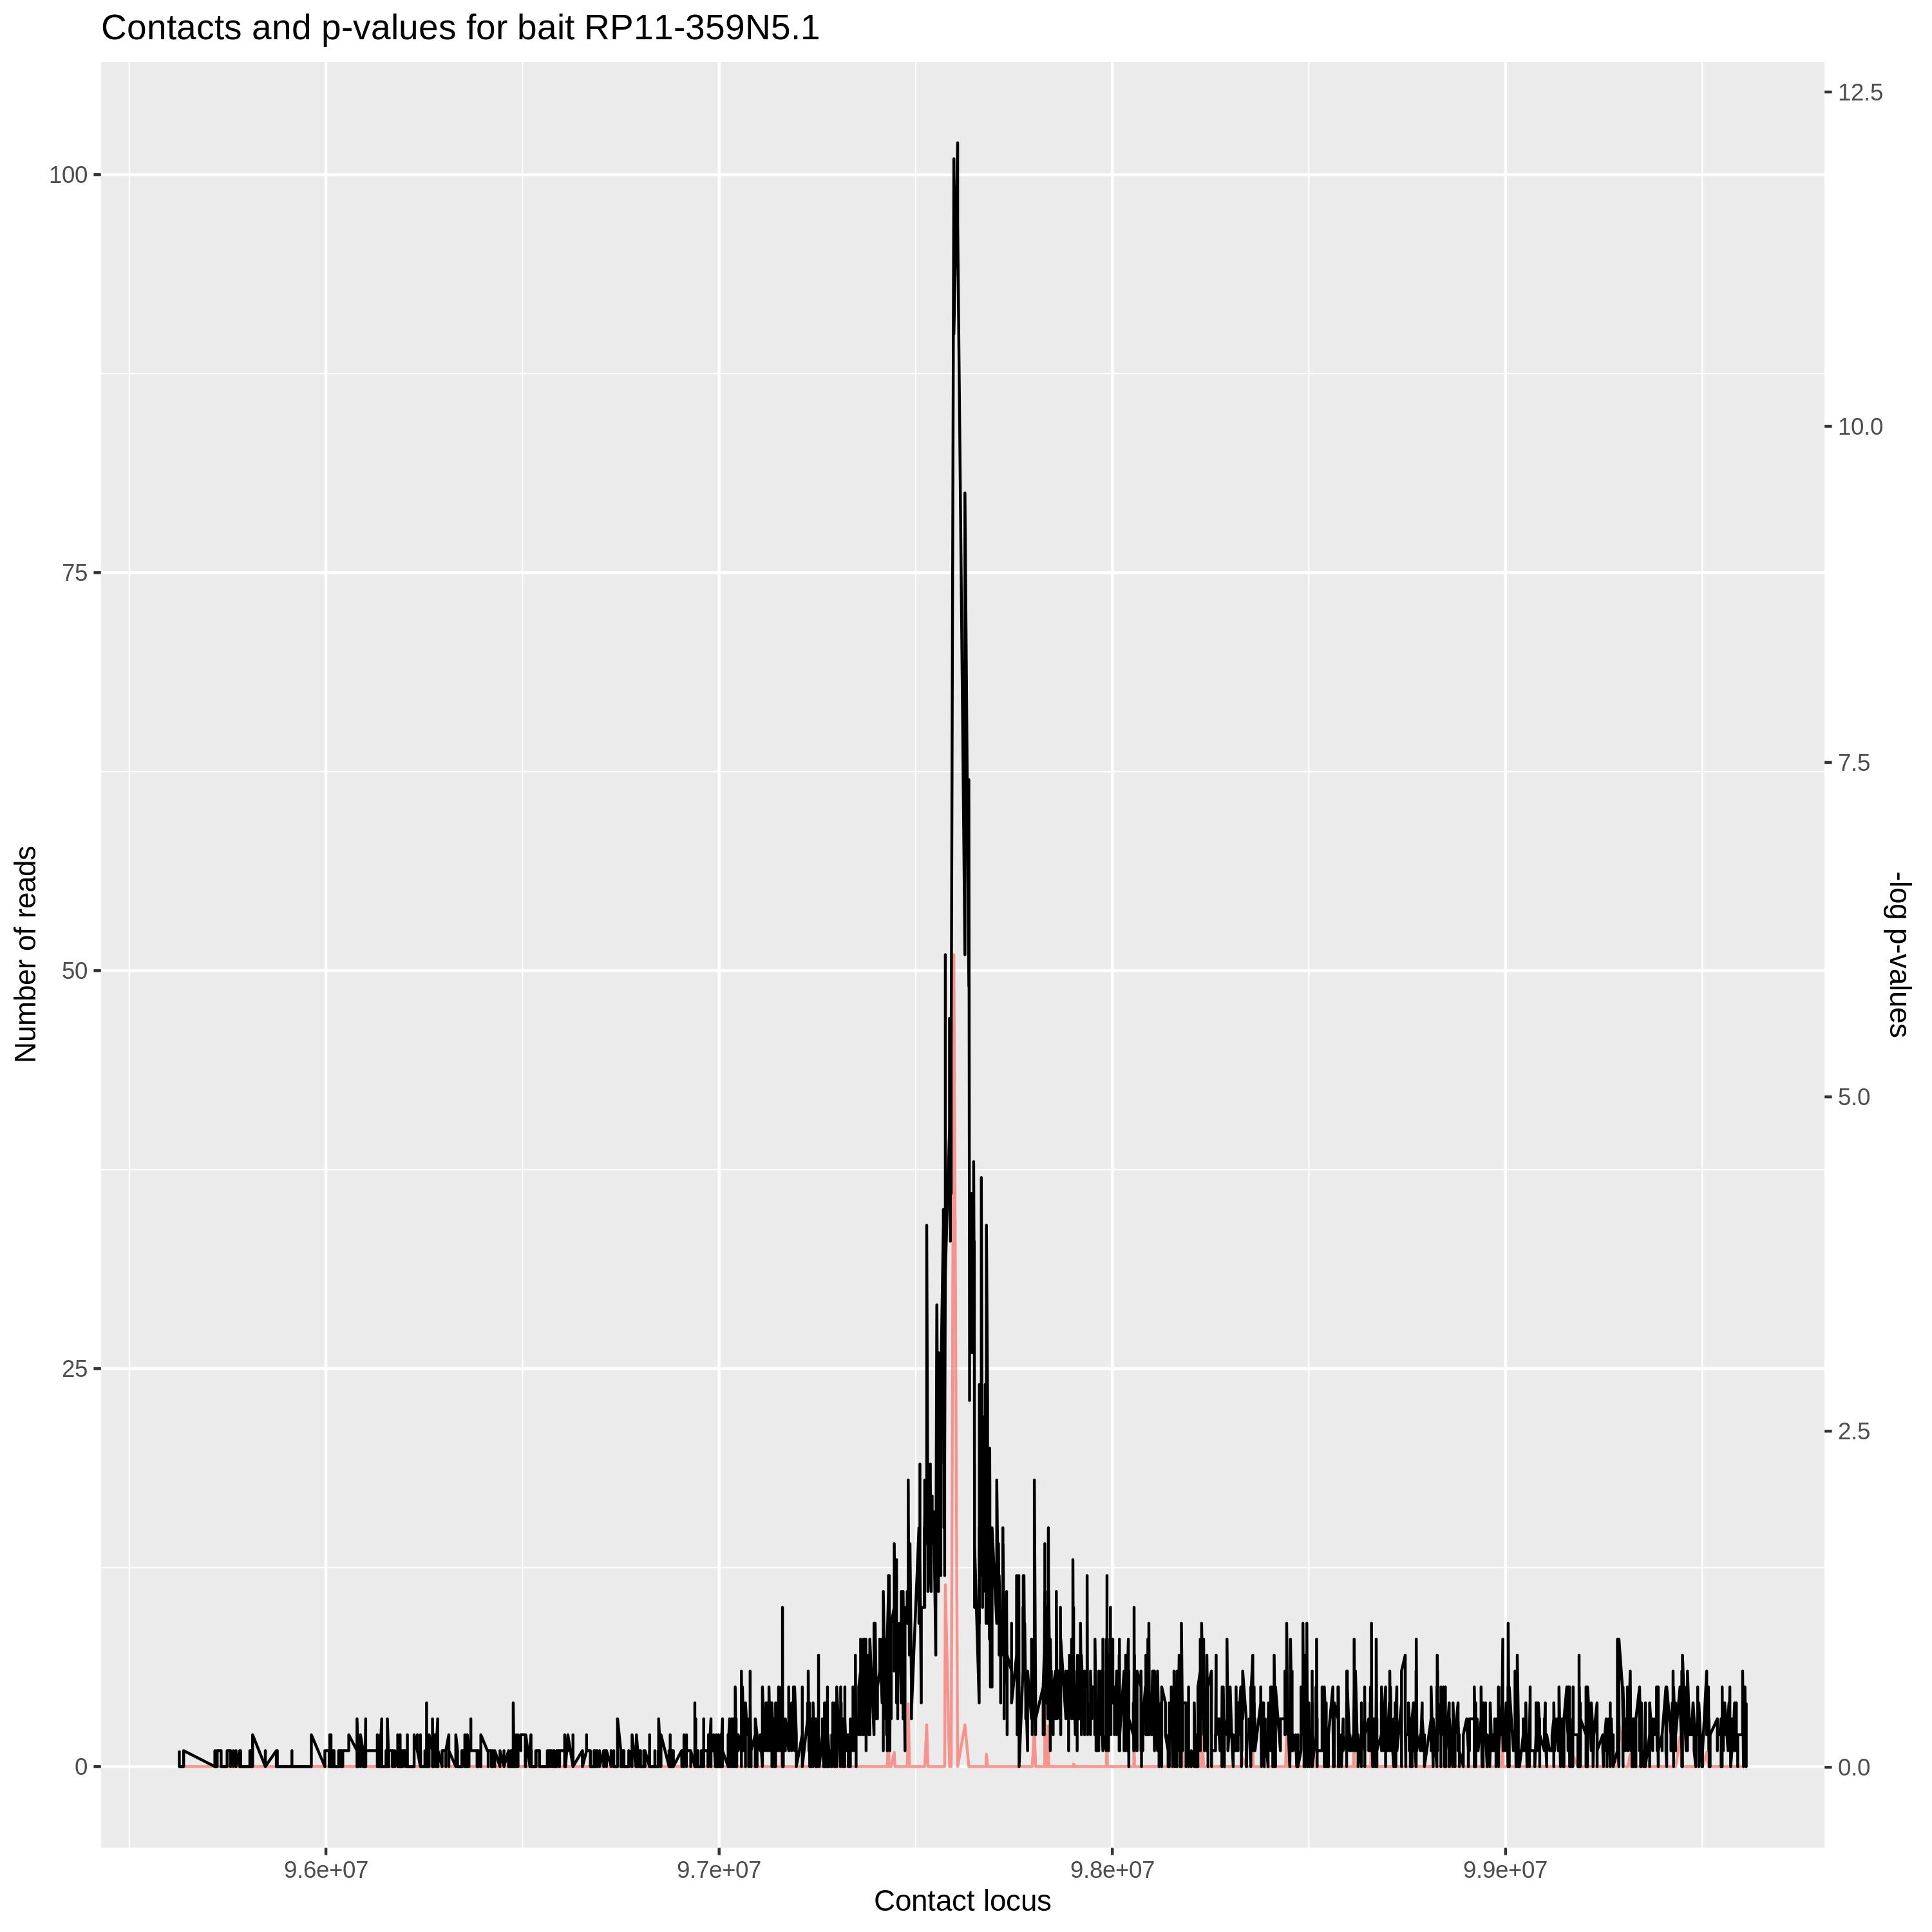 Contacts and p-values for bait RP11-359N5.1
Number of reads
100
75
50
25
0
12.5
10.0
7.5
5.0
2.5
0.0
-log p-values
9.6e+07
9.7e+07
9.8e+07
9.9e+07
Contact locus